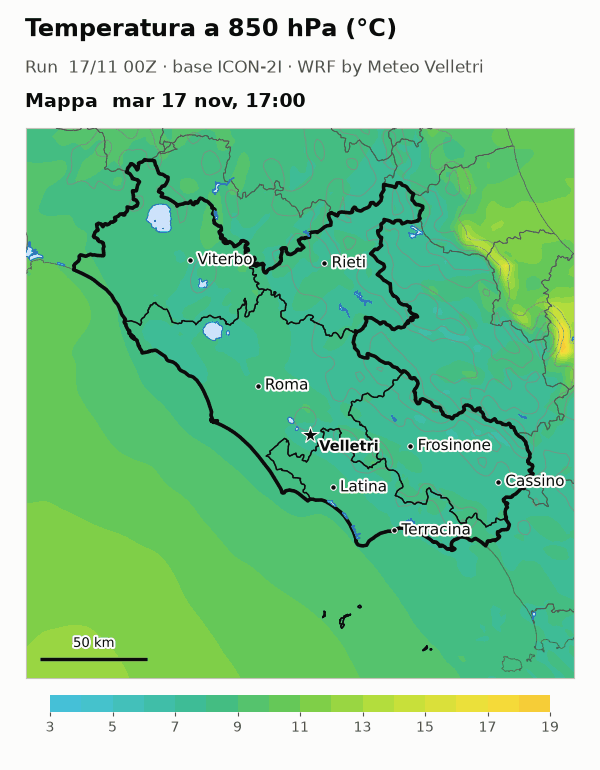 Temperatura a 850 hPa (°C)
Run  17/11 00Z · base ICON-2I · WRF by Meteo Velletri
Mappa  mar 17 nov, 17:00
Viterbo
Rieti
Roma
Velletri
Frosinone
Cassino
Latina
Terracina
50 km
3 5 7 9 11 13 15 17 19